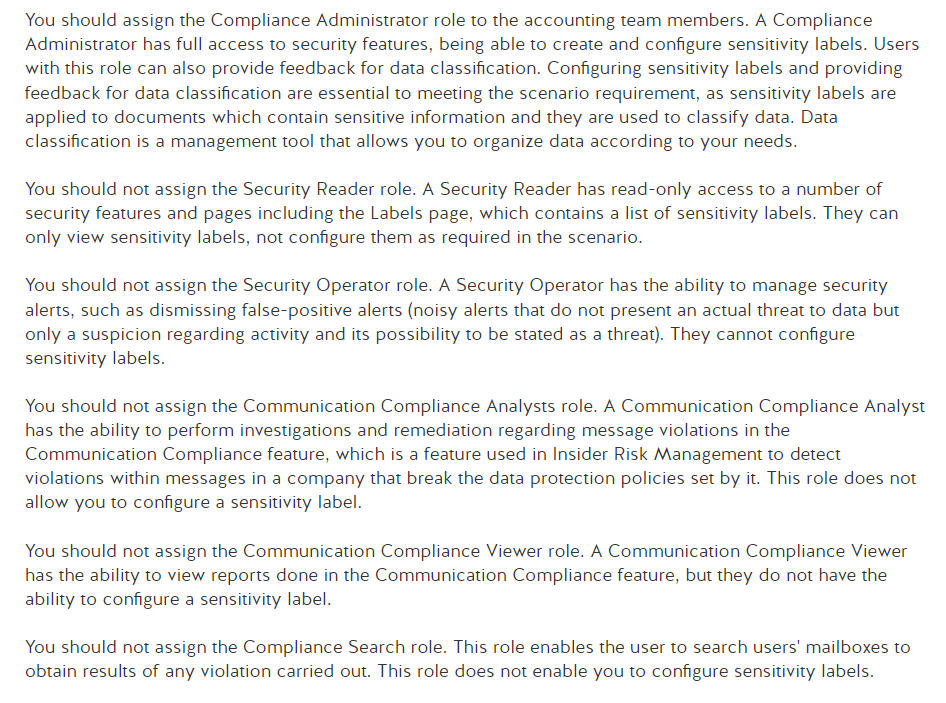 You should assign the Compliance Administrator role to the accounting team members. A Compliance
Administrator has full access to security features, being able to create and configure sensitivity labels. Users
with this role can also provide feedback for data classification. Configuring sensitivity labels and providing
feedback for data classification are essential to meeting the scenario requirement, as sensitivity labels are
applied to documents which contain sensitive information and they are used to classify data. Data
classification is a management tool that allows you to organize data according to your needs.
You should not assign the Security Reader role. A Security Reader has read-only access to a number of
security features and pages including the Labels page, which contains a list of sensitivity labels. They can
only view sensitivity labels, not configure them as required in the scenario.
You should not assign the Security Operator role. A Security Operator has the ability to manage security
alerts, such as dismissing false-positive alerts (noisy alerts that do not present an actual threat to data but
only a suspicion regarding activity and its possibility to be stated as a threat). They cannot configure
sensitivity labels.
You should not assign the Communication Compliance Analysts role. A Communication Compliance Analyst
has the ability to perform investigations and remediation regarding message violations in the
Communication Compliance feature, which is a feature used in Insider Risk Management to detect
violations within messages in a company that break the data protection policies set by it. This role does not
allow you to configure a sensitivity label.
You should not assign the Communication Compliance Viewer role. A Communication Compliance Viewer
has the ability to view reports done in the Communication Compliance feature, but they do not have the
ability to configure a sensitivity label.
You should not assign the Compliance Search role. This role enables the user to search users' mailboxes to
obtain results of any violation carried out. This role does not enable you to configure sensitivity labels.